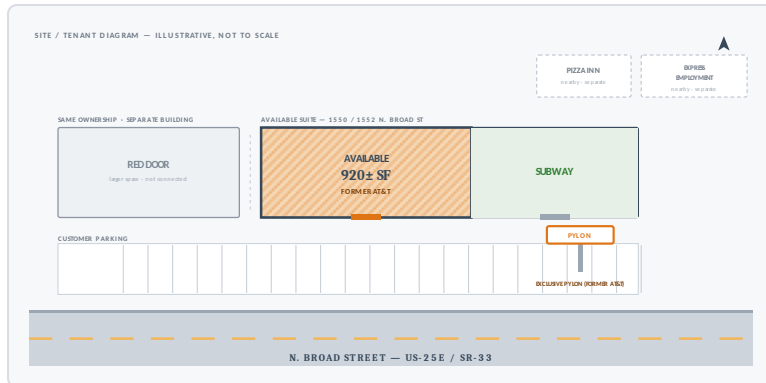 SITE / TENANT DIAGRAM — ILLUSTRATIVE, NOT TO SCALE
PIZZA INN
nearby · separate
EXPRESS
EMPLOYMENT
nearby · separate
SAME OWNERSHIP · SEPARATE BUILDING
AVAILABLE SUITE — 1550 / 1552 N. BROAD ST
RED DOOR
larger space · not connected
AVAILABLE
920± SF
FORMER AT&T
SUBWAY
PYLON
CUSTOMER PARKING
EXCLUSIVE PYLON (FORMER AT&T)
N. BROAD STREET — US-25E / SR-33